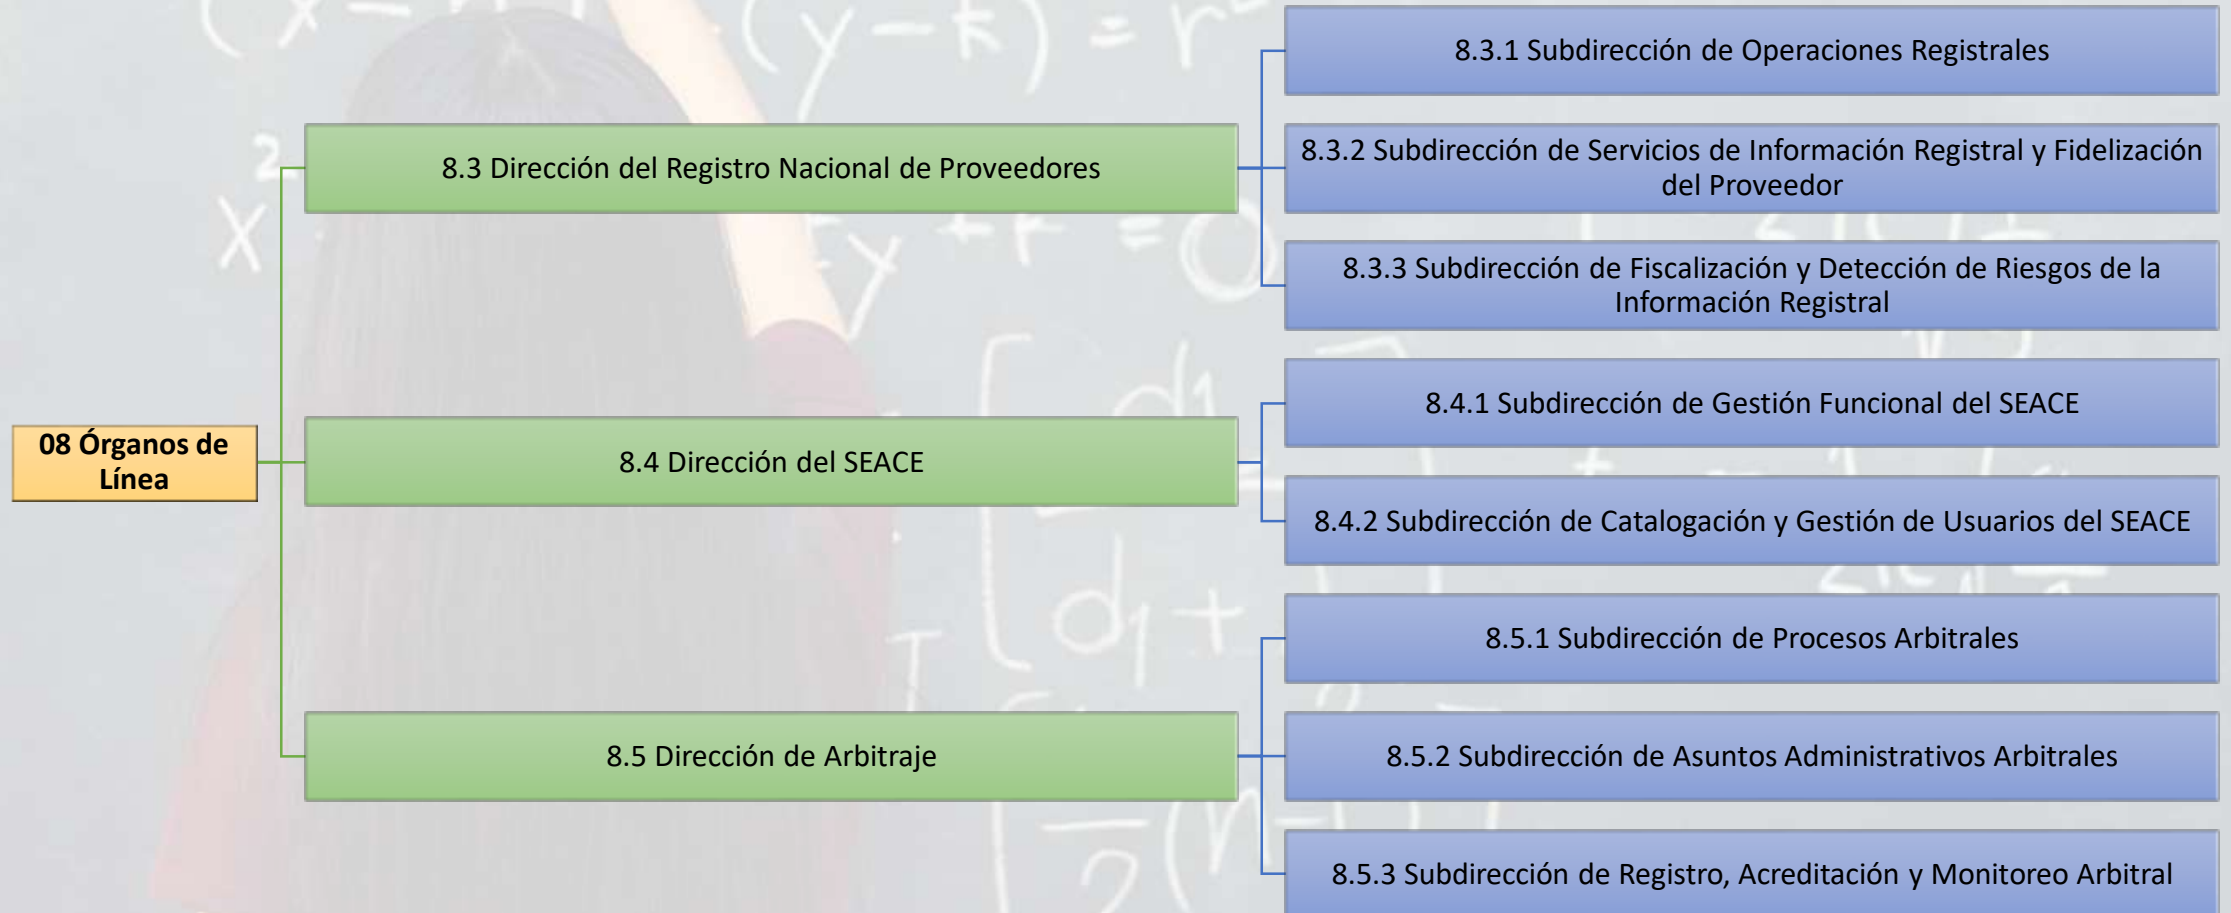 08 Órganos de
Línea
8.3 Dirección del Registro Nacional de Proveedores
8.3.1 Subdirección de Operaciones Registrales
8.3.2 Subdirección de Servicios de Información Registral y Fidelización
del Proveedor
8.3.3 Subdirección de Fiscalización y Detección de Riesgos de la
Información Registral
8.4 Dirección del SEACE
8.4.1 Subdirección de Gestión Funcional del SEACE
8.4.2 Subdirección de Catalogación y Gestión de Usuarios del SEACE
8.5 Dirección de Arbitraje
8.5.1 Subdirección de Procesos Arbitrales
8.5.2 Subdirección de Asuntos Administrativos Arbitrales
8.5.3 Subdirección de Registro, Acreditación y Monitoreo Arbitral